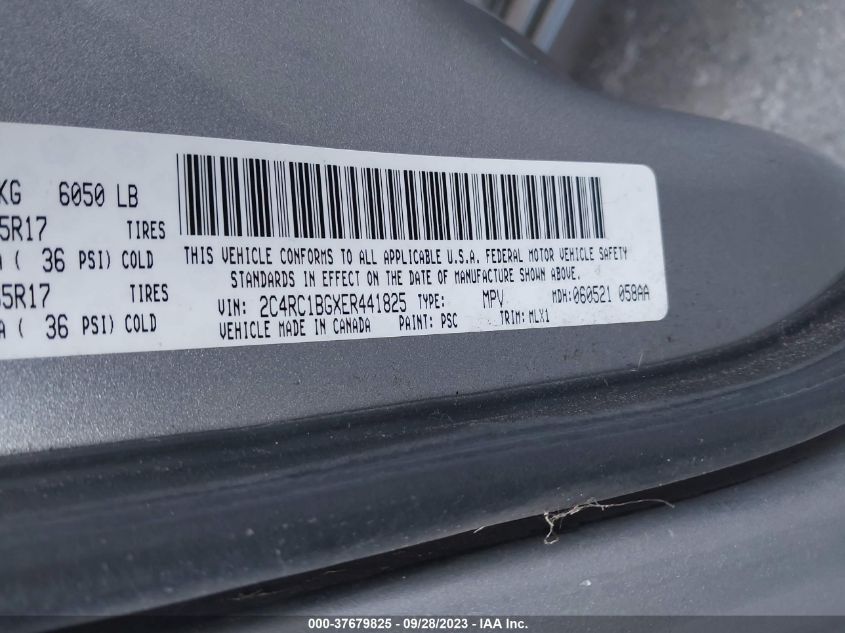 KG 6050 LB
5R17 TIRES
( 36 PSI) COLD
5R17 TIRES
( 36 PSI) COLD
THIS VEHICLE CONFORMS TO ALL APPLICABLE U.S.A. FEDERAL MOTOR VEHICLE SAFETY
STANDARDS IN EFFECT ON THE DATE OF MANUFACTURE SHOWN ABOVE.
VIN: 2C4RC1BGXER441825 TYPE: MPV MDH:060521 058AA
VEHICLE MADE IN CANADA PAINT: PSC TRIM: MLX1
000-37679825 - 09/28/2023 - IAA Inc.